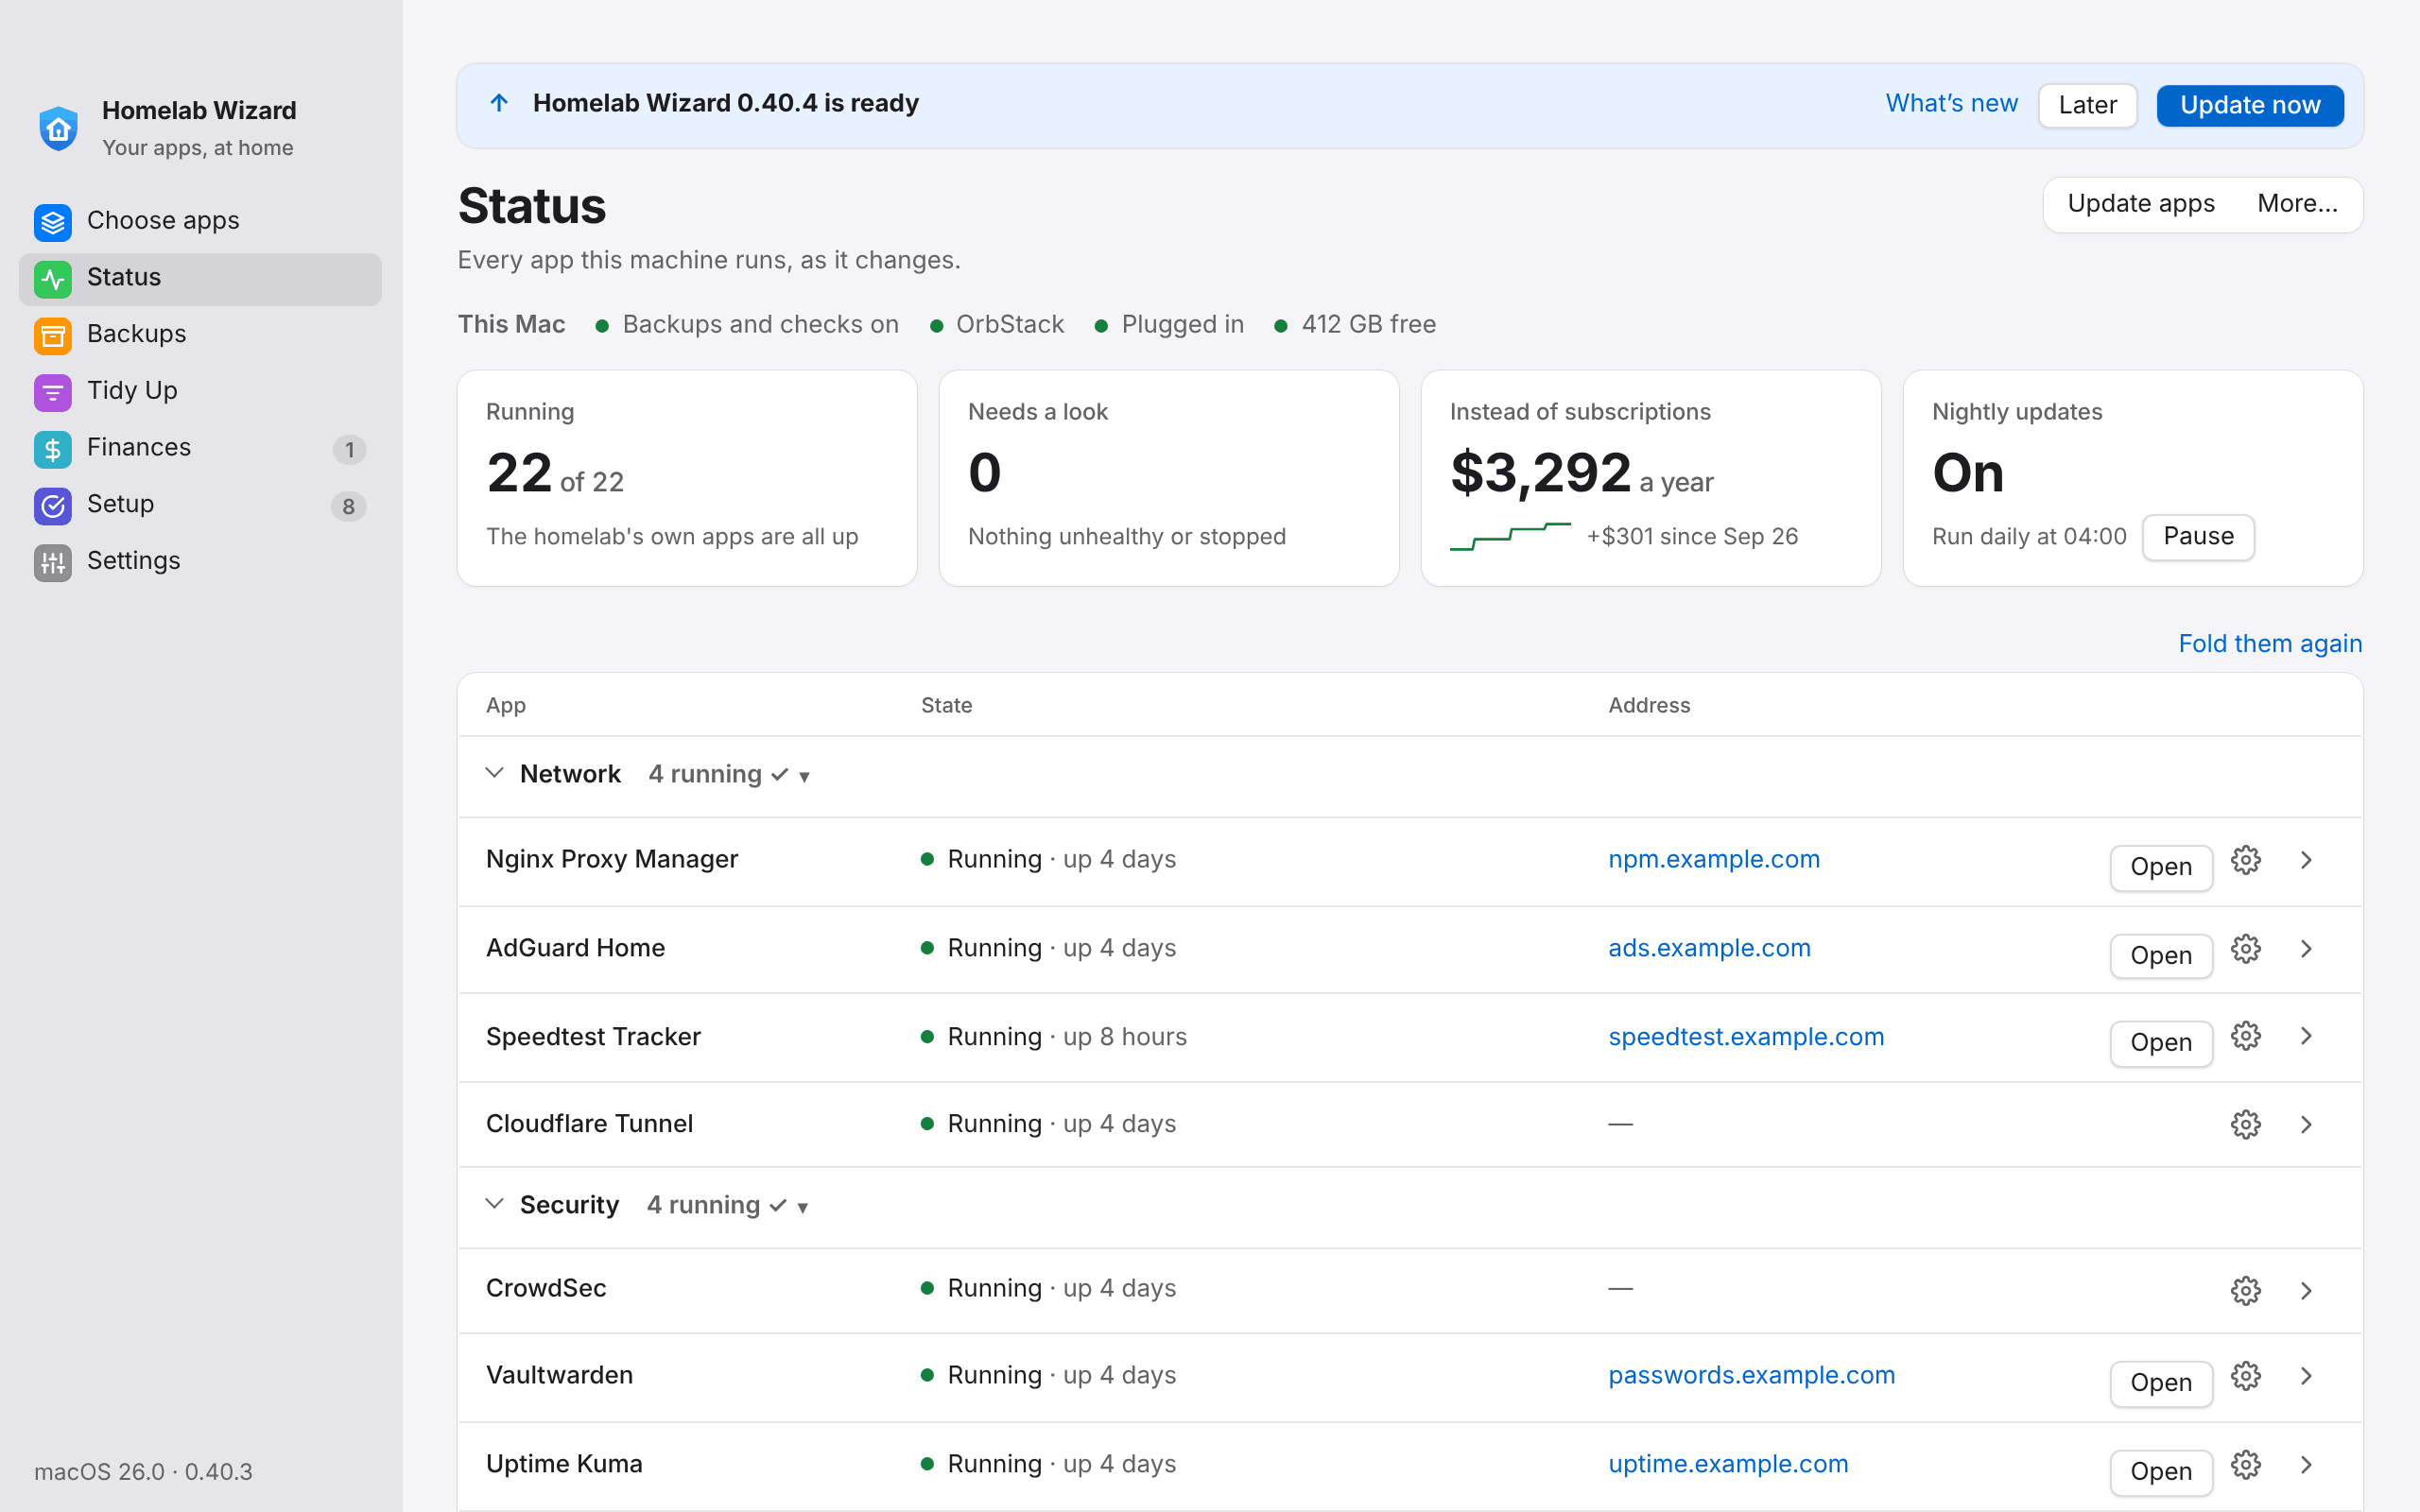 Homelab Wizard
Your apps, at home
Choose apps
Status
Backups
Tidy Up
Finances 1
Setup 8
Settings
macOS 26.0 · 0.40.3
Homelab Wizard 0.40.4 is ready
What’s new
Later
Update now
Status
Update apps
More...
Every app this machine runs, as it changes.
This Mac Backups and checks on OrbStack Plugged in 412 GB free
Running
22 of 22
The homelab's own apps are all up
Needs a look
0
Nothing unhealthy or stopped
Instead of subscriptions
$3,292 a year
+$301 since Sep 26
Nightly updates
On
Run daily at 04:00 Pause
Fold them again
App State Address
Network 4 running ✓ ▾
Nginx Proxy Manager Running · up 4 days npm.example.com Open
AdGuard Home Running · up 4 days ads.example.com Open
Speedtest Tracker Running · up 8 hours speedtest.example.com Open
Cloudflare Tunnel Running · up 4 days —
Security 4 running ✓ ▾
CrowdSec Running · up 4 days —
Vaultwarden Running · up 4 days passwords.example.com Open
Uptime Kuma Running · up 4 days uptime.example.com Open